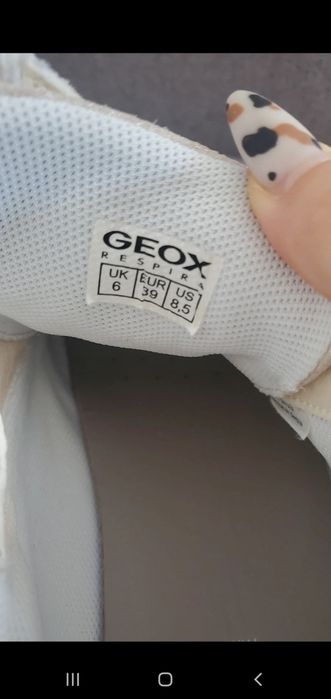 GEOX
RESPIRA
UK EUR US
6 39 8,5